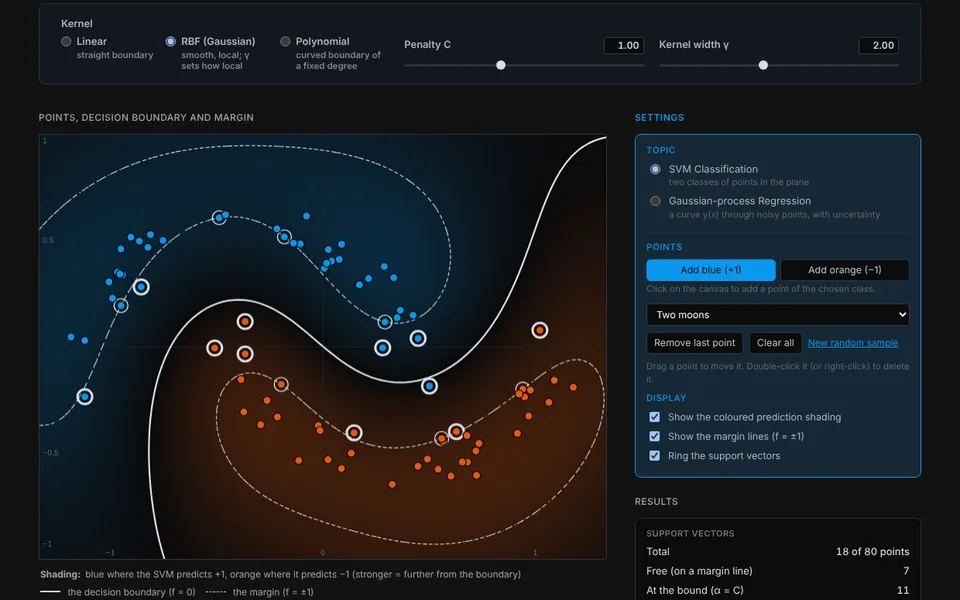 Kernel
Linear
straight boundary
RBF (Gaussian)
smooth, local; γ
sets how local
Polynomial
curved boundary of
a fixed degree
Penalty C
1.00
Kernel width γ
2.00
POINTS, DECISION BOUNDARY AND MARGIN
1
0.5
−0.5
−1
−1
0
1
Shading: blue where the SVM predicts +1, orange where it predicts −1 (stronger = further from the boundary)
the decision boundary (f = 0)
the margin (f = ±1)
SETTINGS
TOPIC
SVM Classification
two classes of points in the plane
Gaussian-process Regression
a curve y(x) through noisy points, with uncertainty
POINTS
Add blue (+1)
Add orange (−1)
Click on the canvas to add a point of the chosen class.
Two moons
Remove last point
Clear all
New random sample
Drag a point to move it. Double-click it (or right-click) to delete
it.
DISPLAY
Show the coloured prediction shading
Show the margin lines (f = ±1)
Ring the support vectors
RESULTS
SUPPORT VECTORS
Total
18 of 80 points
Free (on a margin line)
7
At the bound (α = C)
11